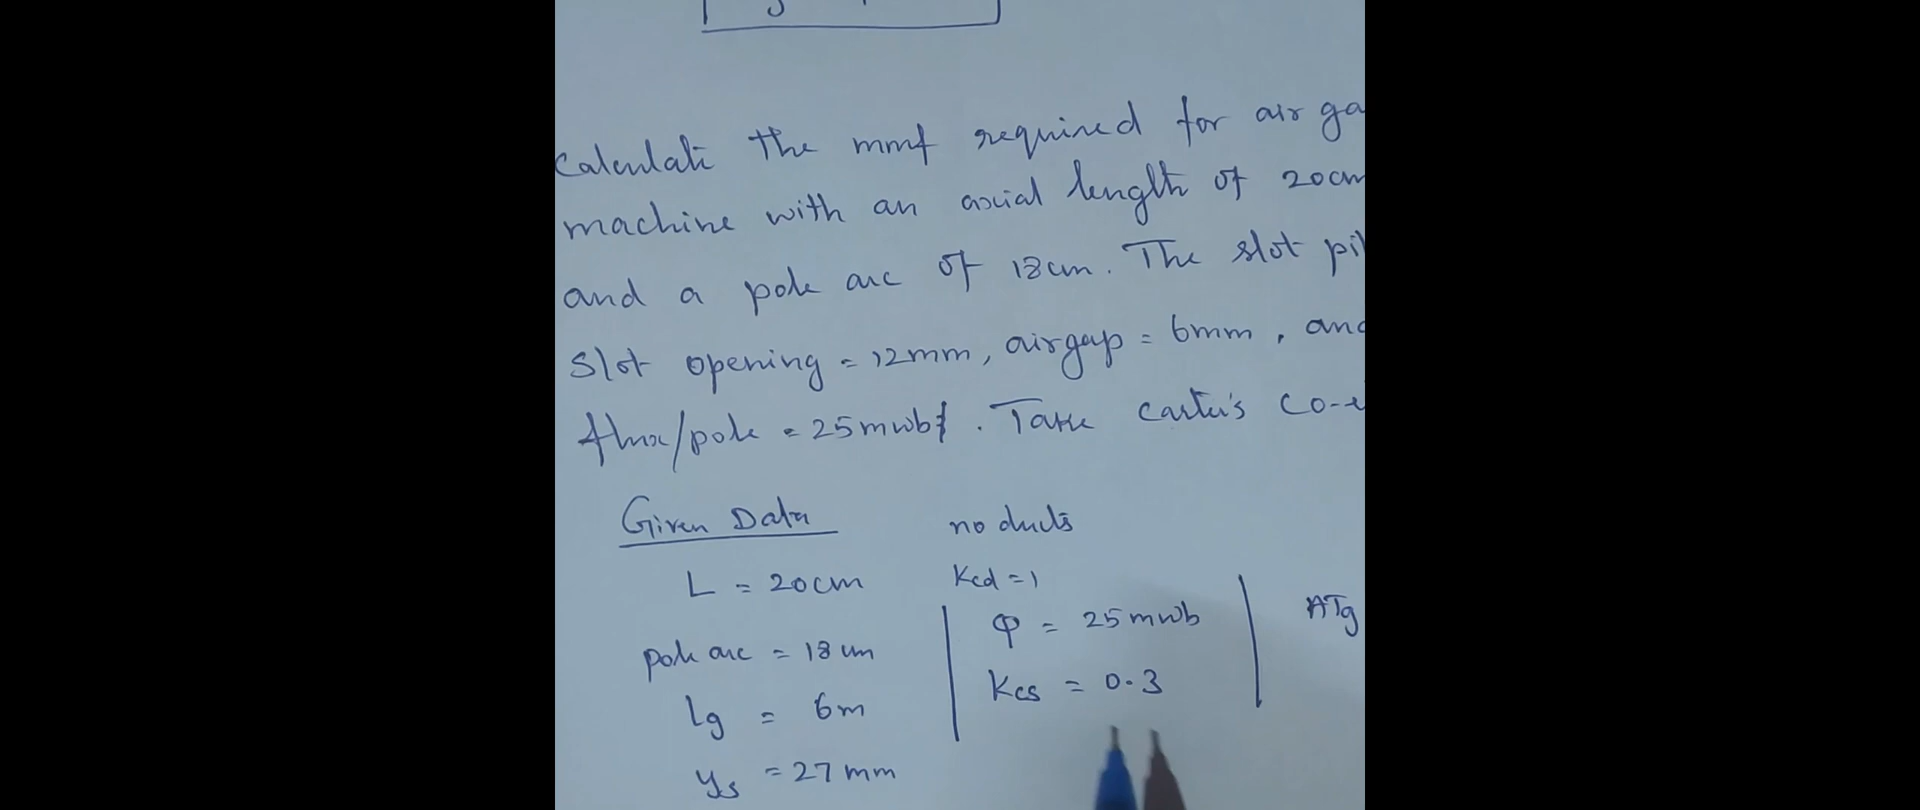 Calculate the mmf required for air ga
machine with an axial length of 20cm
and a pole arc of 18cm. The slot pi
Slot opening = 12mm, airgap = 6mm, and
flux/pole = 25mwb. Take carter's co-e
Given Data no ducts
L = 20cm Kcd = 1
pole arc = 18cm φ = 25mwb ATg
lg = 6m Kcs = 0.3
ys = 27mm